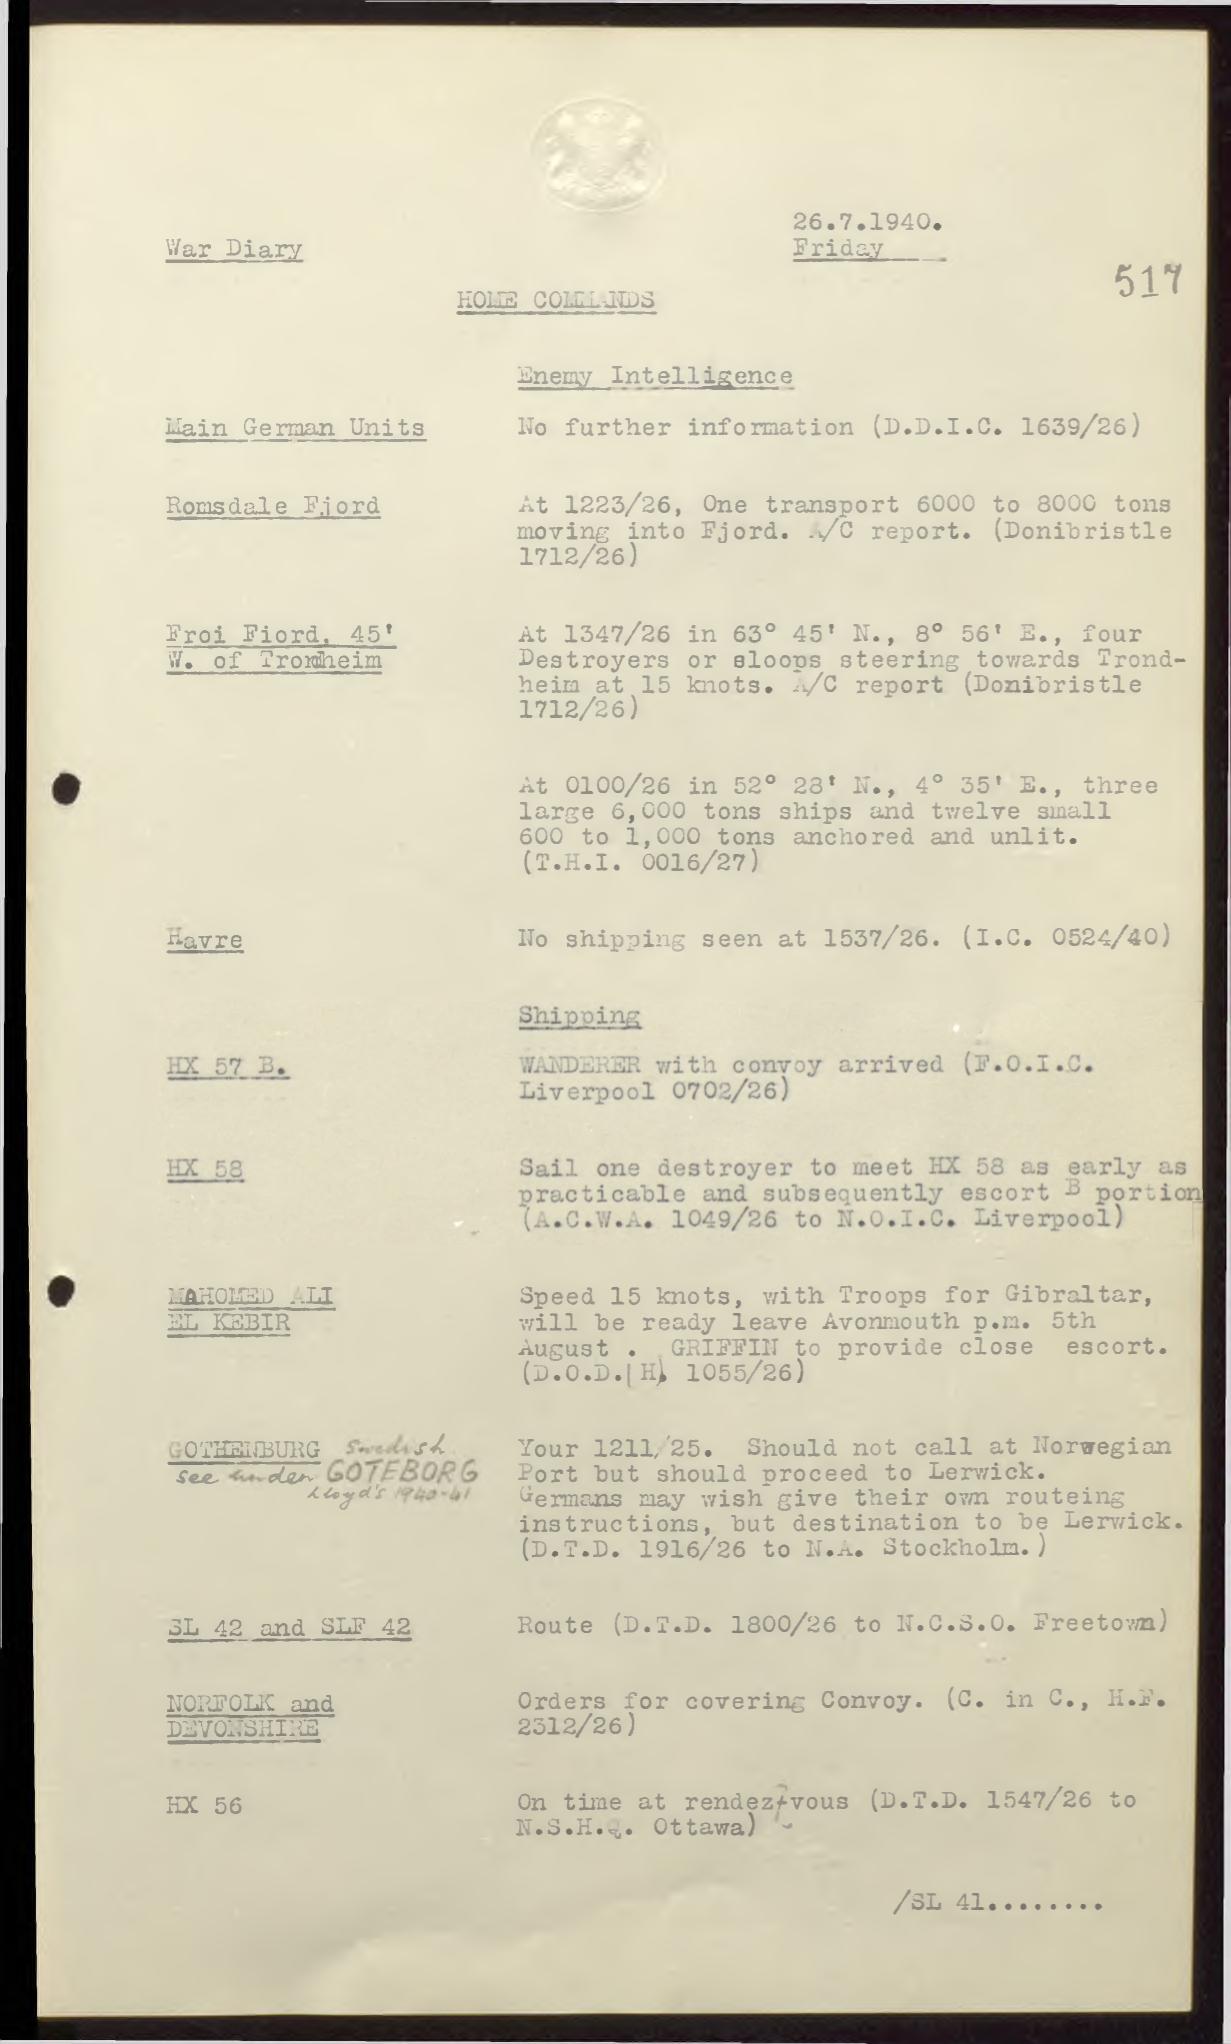 26.7.1940.
War Diary
Friday
517
HOME COMMANDS
Enemy Intelligence
Main German Units
No further information (D.D.I.C. 1639/26)
Romsdale Fjord
At 1223/26, One transport 6000 to 8000 tons
moving into Fjord. A/C report. (Donibristle
1712/26)
Froi Fiord, 45'
W. of Trondheim
At 1347/26 in 63° 45' N., 8° 56' E., four
Destroyers or sloops steering towards Trond-
heim at 15 knots. A/C report (Donibristle
1712/26)
At 0100/26 in 52° 28' N., 4° 35' E., three
large 6,000 tons ships and twelve small
600 to 1,000 tons anchored and unlit.
(T.H.I. 0016/27)
Havre
No shipping seen at 1537/26. (I.C. 0524/40)
Shipping
HX 57 B.
WANDERER with convoy arrived (F.O.I.C.
Liverpool 0702/26)
HX 58
Sail one destroyer to meet HX 58 as early as
practicable and subsequently escort B portion
(A.C.W.A. 1049/26 to N.O.I.C. Liverpool)
MAHOMED ALI
EL KEBIR
Speed 15 knots, with Troops for Gibraltar,
will be ready leave Avonmouth p.m. 5th
August . GRIFFIN to provide close escort.
(D.O.D.(H) 1055/26)
GOTHENBURG Swedish
see under GOTEBORG
Lloyd's 1940-41
Your 1211/25. Should not call at Norwegian
Port but should proceed to Lerwick.
Germans may wish give their own routeing
instructions, but destination to be Lerwick.
(D.T.D. 1916/26 to N.A. Stockholm.)
SL 42 and SLF 42
Route (D.T.D. 1800/26 to N.C.S.O. Freetown)
NORFOLK and
DEVONSHIRE
Orders for covering Convoy. (C. in C., H.F.
2312/26)
HX 56
On time at rendez-vous (D.T.D. 1547/26 to
N.S.H.Q. Ottawa)
/SL 41........